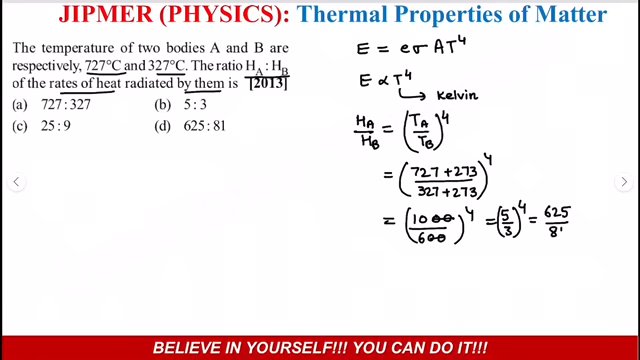 JIPMER (PHYSICS): Thermal Properties of Matter
The temperature of two bodies A and B are
respectively, 727°C and 327°C. The ratio H_A : H_B
of the rates of heat radiated by them is [2013]
(a) 727 : 327 (b) 5 : 3
(c) 25 : 9 (d) 625 : 81
E = eσAT⁴
E ∝ T⁴
→ Kelvin
H_A/H_B = (T_A/T_B)⁴
= ((727 + 273)/(327 + 273))⁴
= (1000/600)⁴ = (5/3)⁴ = 625/81
BELIEVE IN YOURSELF!!! YOU CAN DO IT!!!